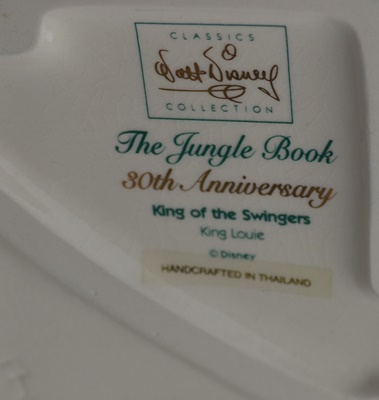 CLASSICS
Walt Disney
COLLECTION
The Jungle Book
30th Anniversary
King of the Swingers
King Louie
© Disney
HANDCRAFTED IN THAILAND